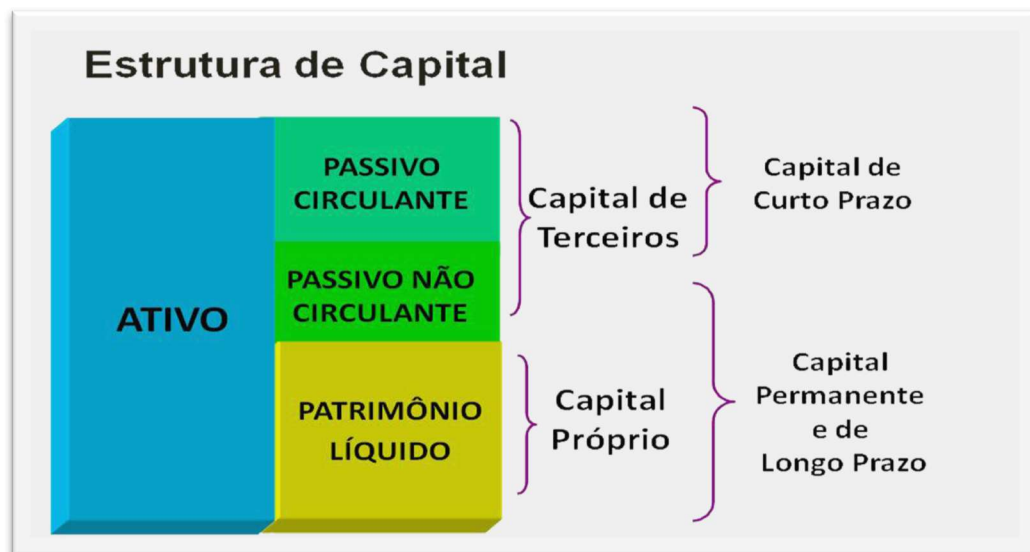 Estrutura de Capital
ATIVO
PASSIVO
CIRCULANTE
PASSIVO NÃO
CIRCULANTE
PATRIMÔNIO
LÍQUIDO
Capital de
Terceiros
Capital
Próprio
Capital de
Curto Prazo
Capital
Permanente
e de
Longo Prazo